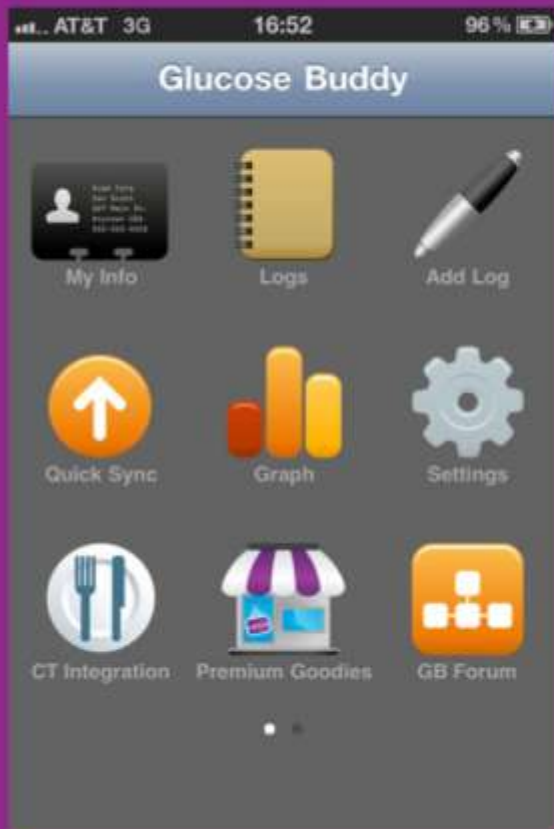 AT&T 3G 16:52 96%
Glucose Buddy
My Info Logs Add Log
Quick Sync Graph Settings
CT Integration Premium Goodies GB Forum